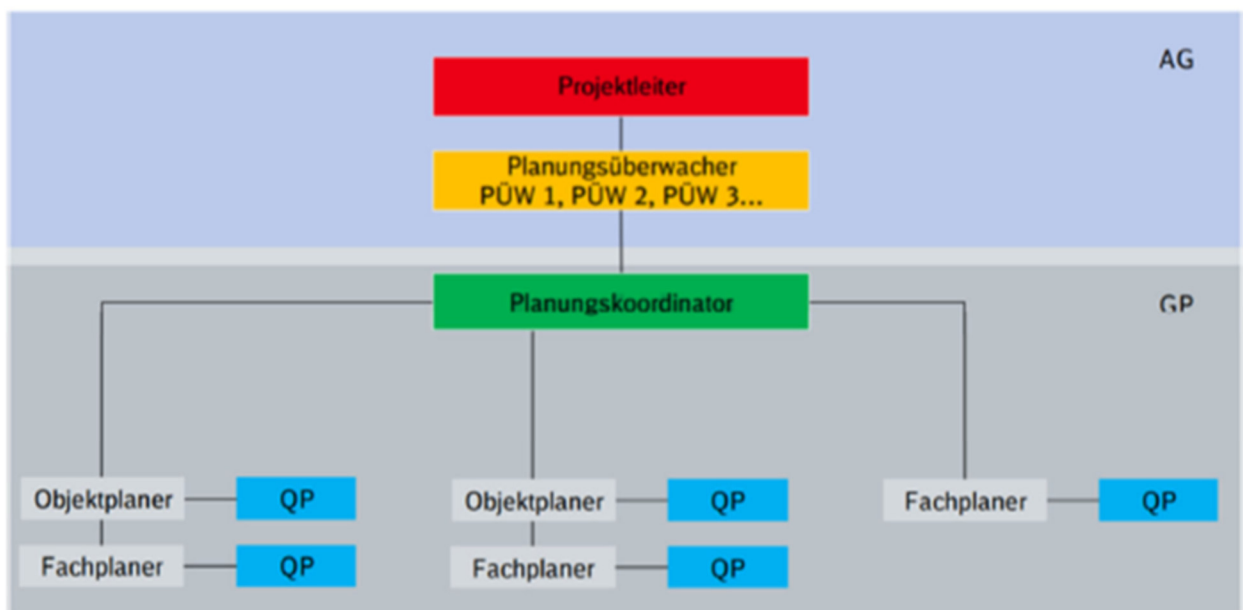 AG
Projektleiter
Planungsüberwacher
PÜW 1, PÜW 2, PÜW 3...
Planungskoordinator
GP
Objektplaner
QP
Objektplaner
QP
Fachplaner
QP
Fachplaner
QP
Fachplaner
QP